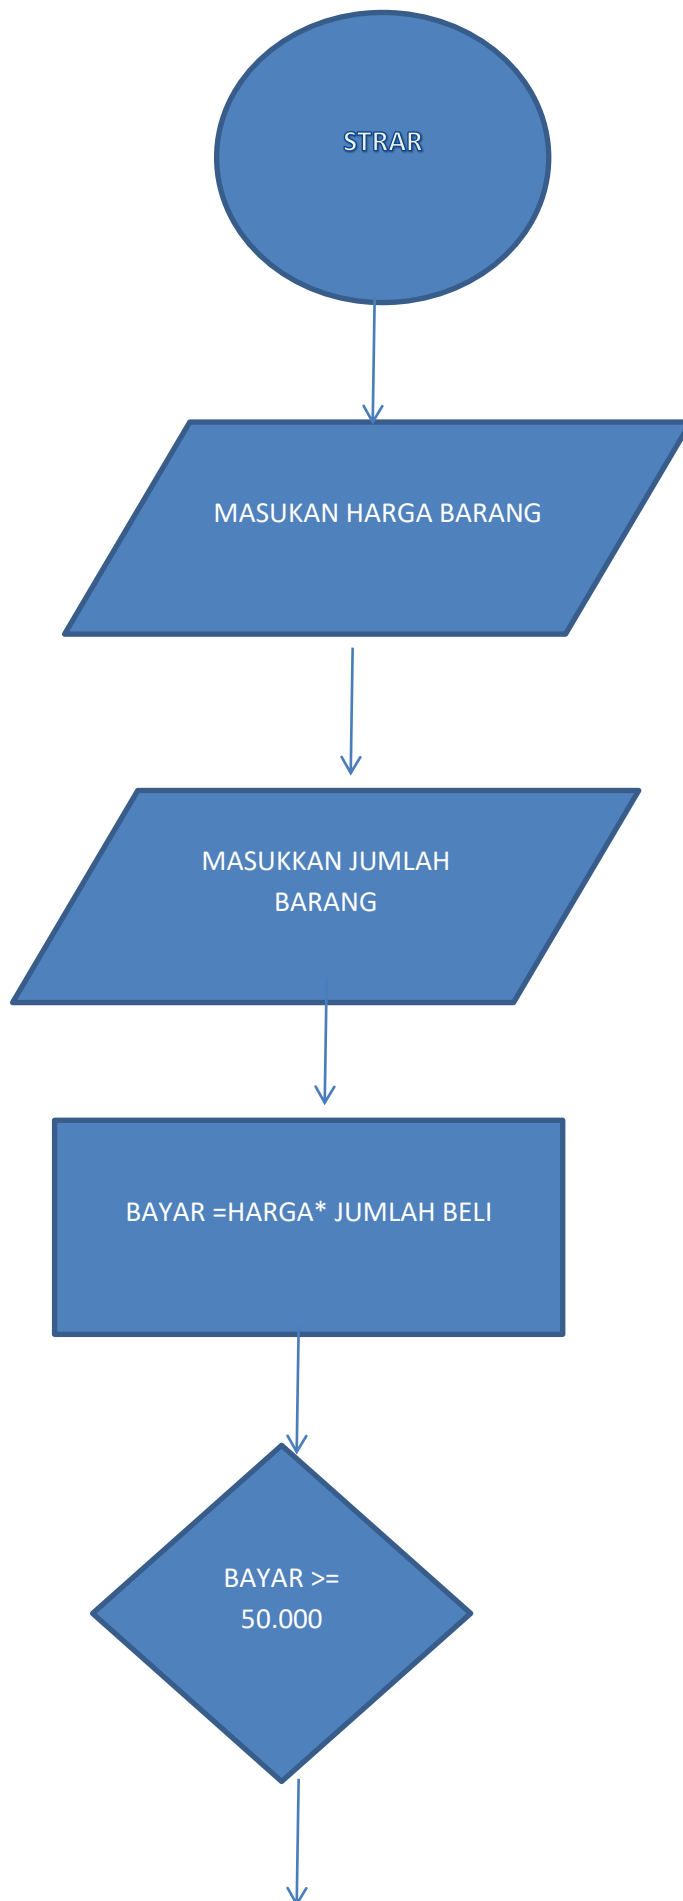 STRAR
MASUKAN HARGA BARANG
MASUKKAN JUMLAH
BARANG
BAYAR =HARGA* JUMLAH BELI
BAYAR >=
50.000